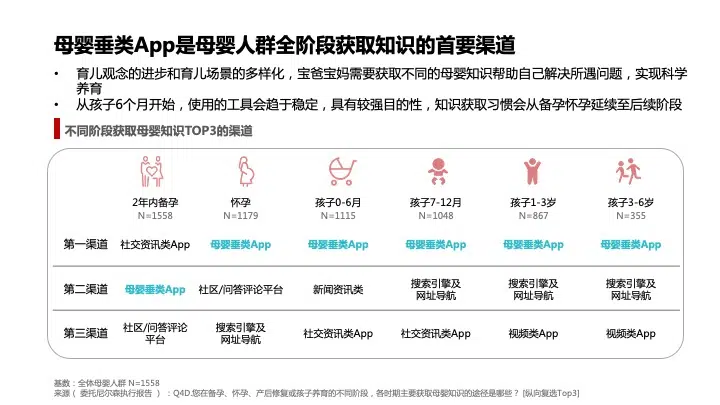 母婴垂类App是母婴人群全阶段获取知识的首要渠道
• 育儿观念的进步和育儿场景的多样化，宝爸宝妈需要获取不同的母婴知识帮助自己解决所遇问题，实现科学
养育
• 从孩子6个月开始，使用的工具会趋于稳定，具有较强目的性，知识获取习惯会从备孕怀孕延续至后续阶段
不同阶段获取母婴知识TOP3的渠道
2年内备孕 怀孕 孩子0-6月 孩子7-12月 孩子1-3岁 孩子3-6岁
N=1558 N=1179 N=1115 N=1048 N=867 N=355
第一渠道 社交资讯类App 母婴垂类App 母婴垂类App 母婴垂类App 母婴垂类App 母婴垂类App
第二渠道 母婴垂类App 社区/问答评论平台 新闻资讯类 搜索引擎及 搜索引擎及 搜索引擎及
网址导航 网址导航 网址导航
第三渠道 社区/问答评论 搜索引擎及 社交资讯类App 社交资讯类App 视频类App 视频类App
平台 网址导航
基数：全体母婴人群 N=1558
来源（ 委托尼尔森执行报告 ） ：Q4D.您在备孕、怀孕、产后修复或孩子养育的不同阶段，各时期主要获取母婴知识的途径是哪些？ [纵向复选Top3]